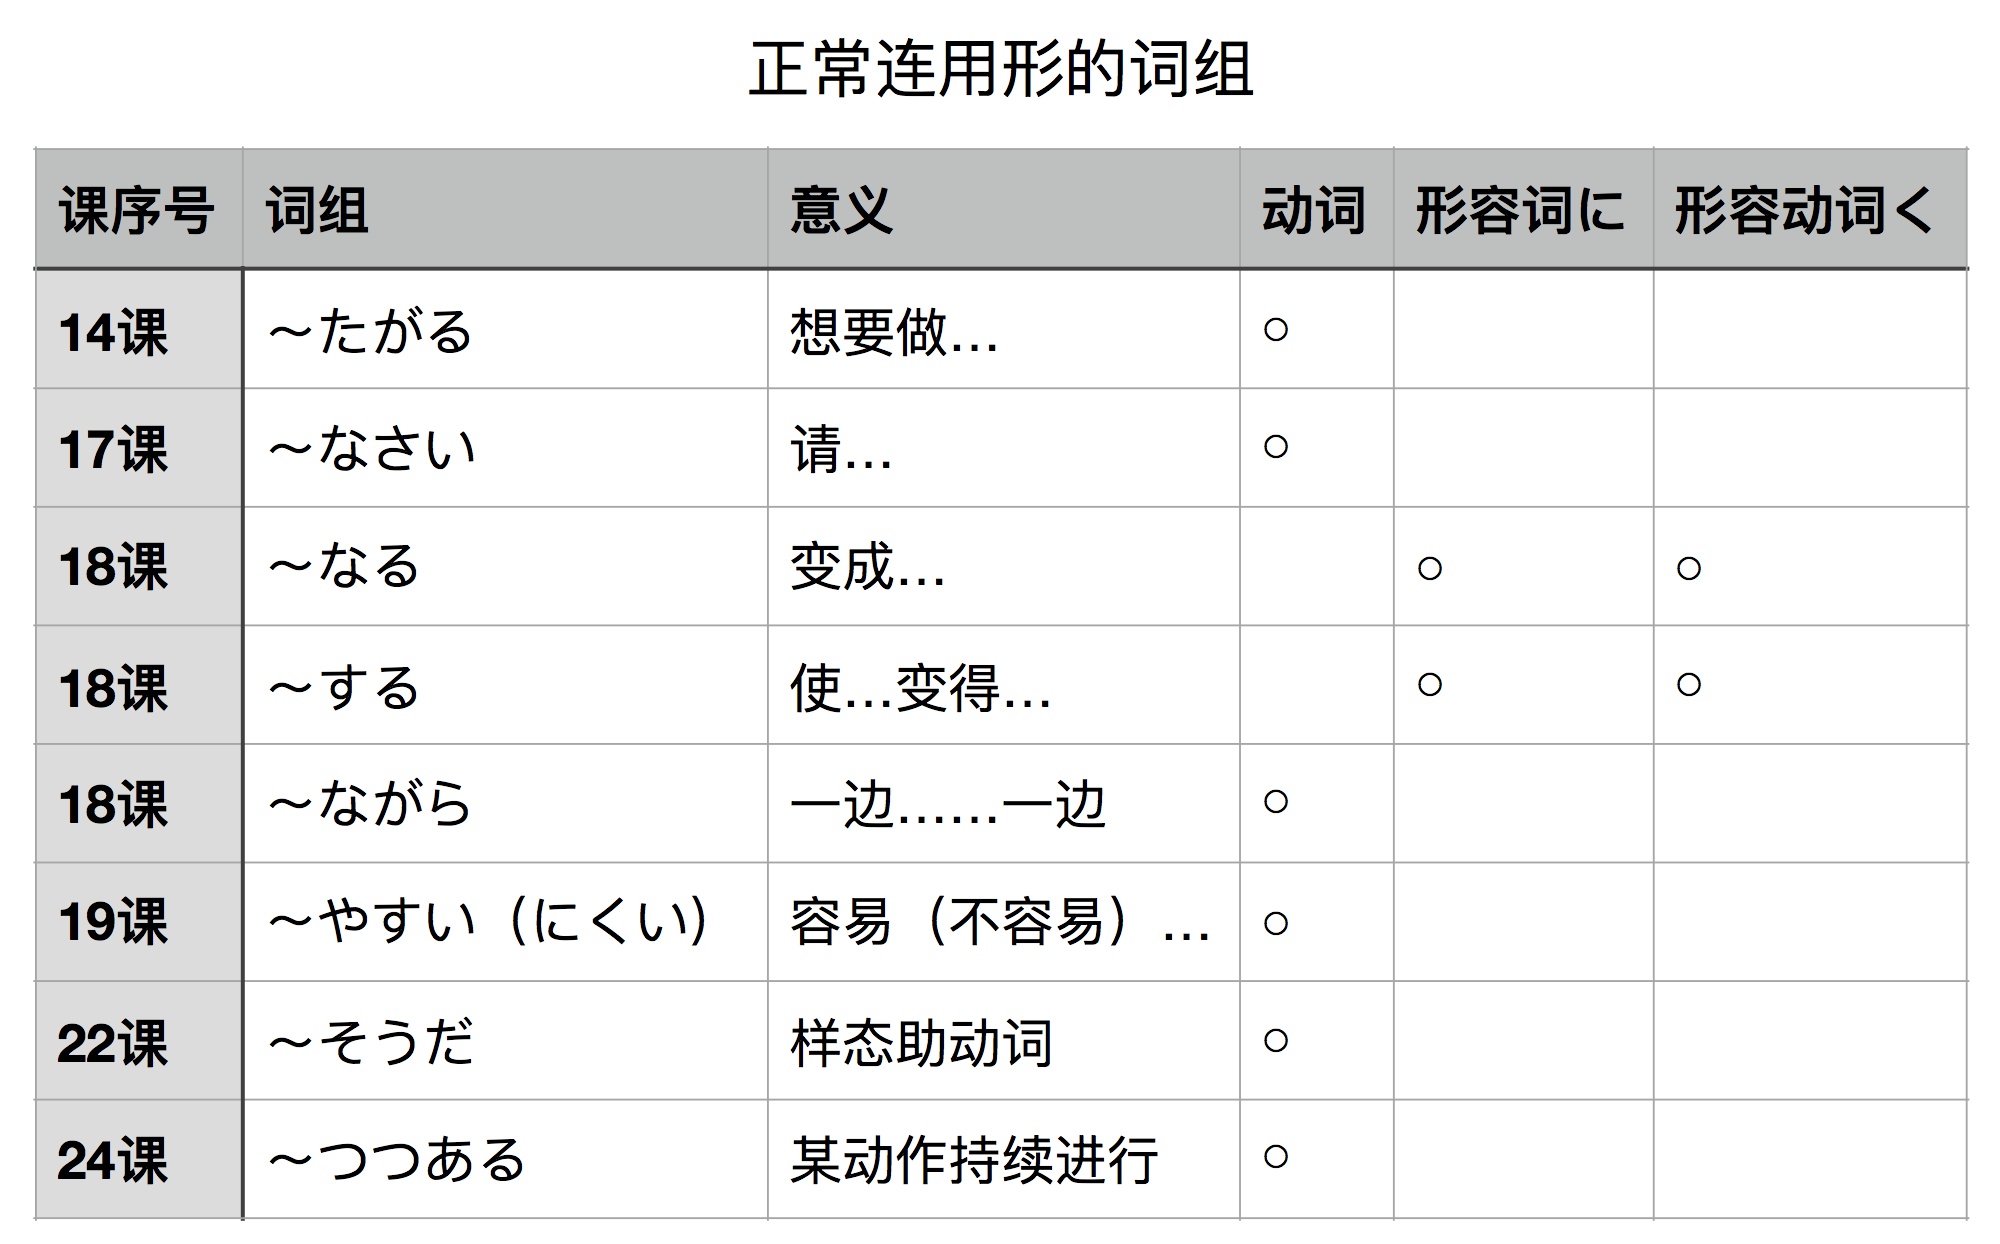 正常连用形的词组
课序号 词组 意义 动词 形容词に 形容动词く
14课 ～たがる 想要做… ○
17课 ～なさい 请… ○
18课 ～なる 变成… ○ ○
18课 ～する 使…变得… ○ ○
18课 ～ながら 一边……一边 ○
19课 ～やすい（にくい） 容易（不容易）… ○
22课 ～そうだ 样态助动词 ○
24课 ～つつある 某动作持续进行 ○